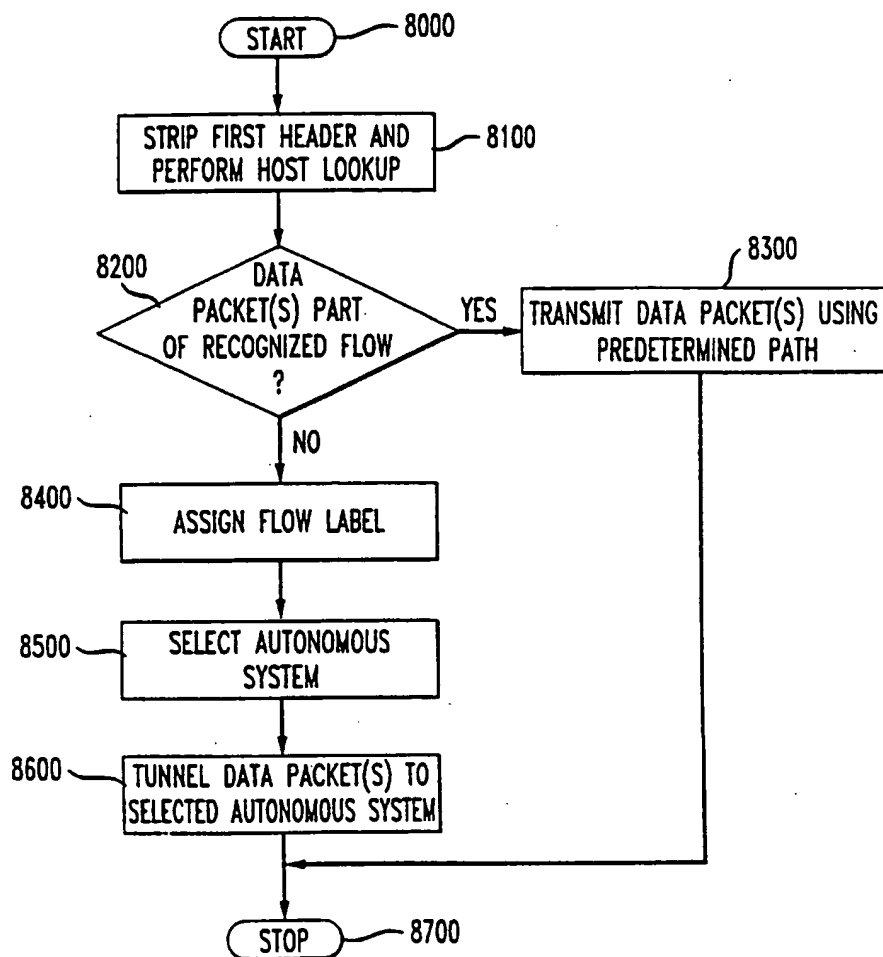 START
8000
STRIP FIRST HEADER AND
PERFORM HOST LOOKUP
8100
8200
DATA
PACKET(S) PART
OF RECOGNIZED FLOW
?
YES
8300
TRANSMIT DATA PACKET(S) USING
PREDETERMINED PATH
NO
8400
ASSIGN FLOW LABEL
8500
SELECT AUTONOMOUS
SYSTEM
8600
TUNNEL DATA PACKET(S) TO
SELECTED AUTONOMOUS SYSTEM
STOP
8700